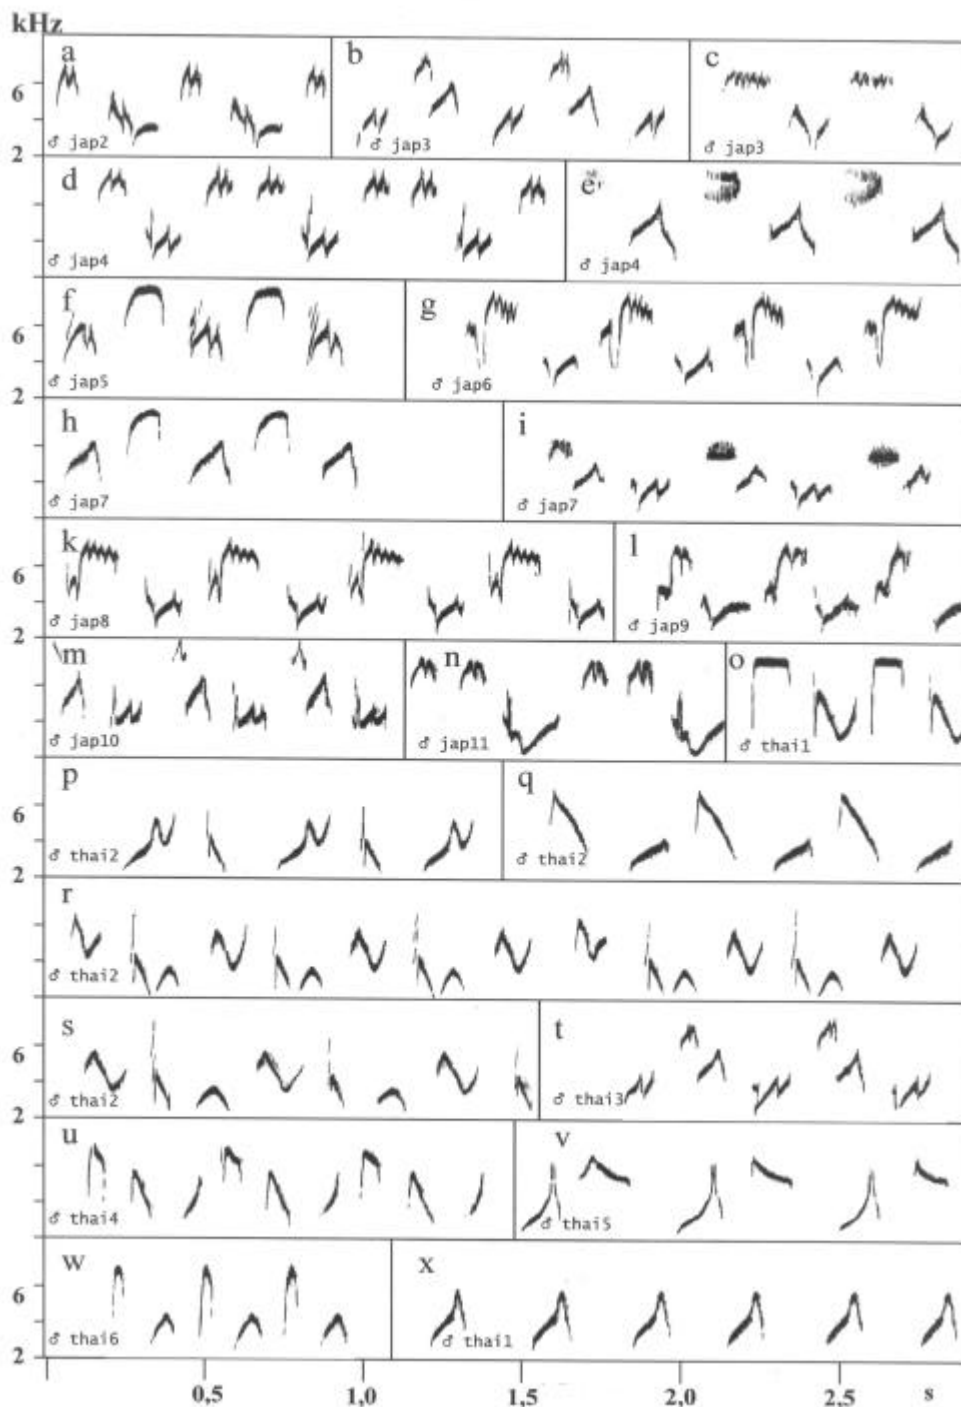 kHz
a b c
6
♂ jap2 ♂ jap3 ♂ jap3
2
d e
♂ jap4 ♂ jap4
f g
6
♂ jap5 ♂ jap6
2
h i
♂ jap7 ♂ jap7
k l
6
♂ jap8 ♂ jap9
2
m n o
♂ jap10 ♂ jap11 ♂ thai1
p q
6
♂ thai2 ♂ thai2
2
r
♂ thai2
s t
6
♂ thai2 ♂ thai3
2
u v
♂ thai4 ♂ thai5
w x
6
♂ thai6 ♂ thai1
2
0,5 1,0 1,5 2,0 2,5 s